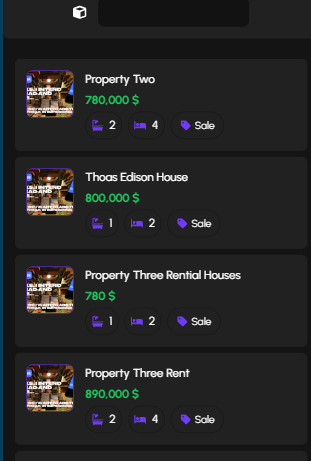 Property Two
780,000 $
2 4 Sale
Thoas Edison House
800,000 $
1 2 Sale
Property Three Rential Houses
780 $
1 2 Sale
Property Three Rent
890,000 $
2 4 Sale